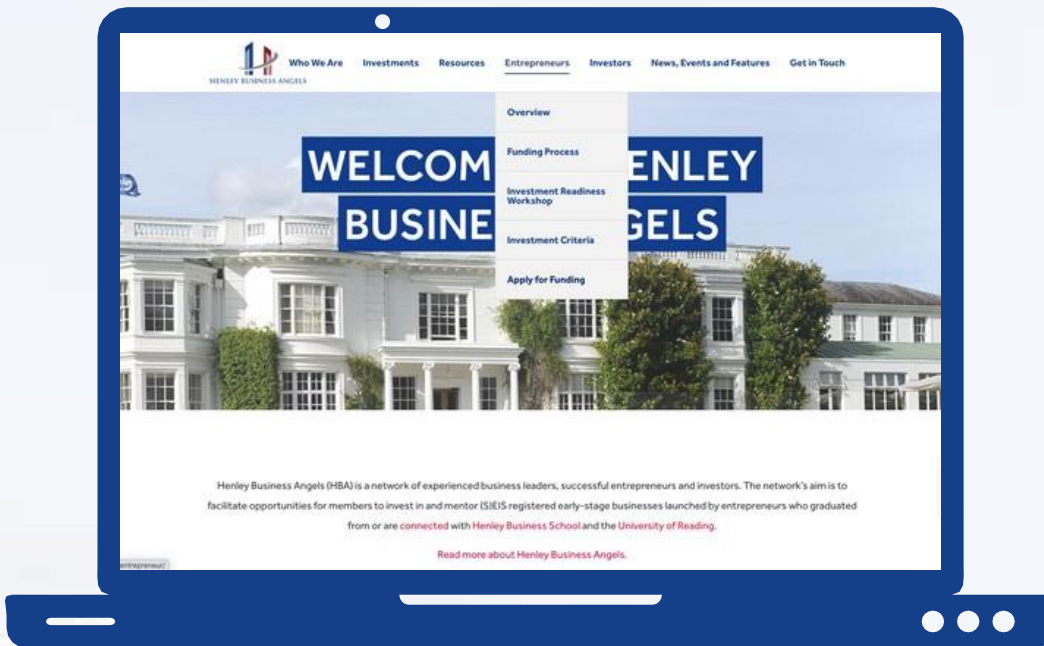 HENLEY BUSINESS ANGELS
Who We Are Investments Resources Entrepreneurs Investors News, Events and Features Get in Touch
Overview
Funding Process
Investment Readiness
Workshop
Investment Criteria
Apply for Funding
WELCOM ENLEY
BUSINE GELS
Henley Business Angels (HBA) is a network of experienced business leaders, successful entrepreneurs and investors. The network's aim is to
facilitate opportunities for members to invest in and mentor (S)EIS registered early-stage businesses launched by entrepreneurs who graduated
from or are connected with Henley Business School and the University of Reading.
Read more about Henley Business Angels.
entrepreneur/